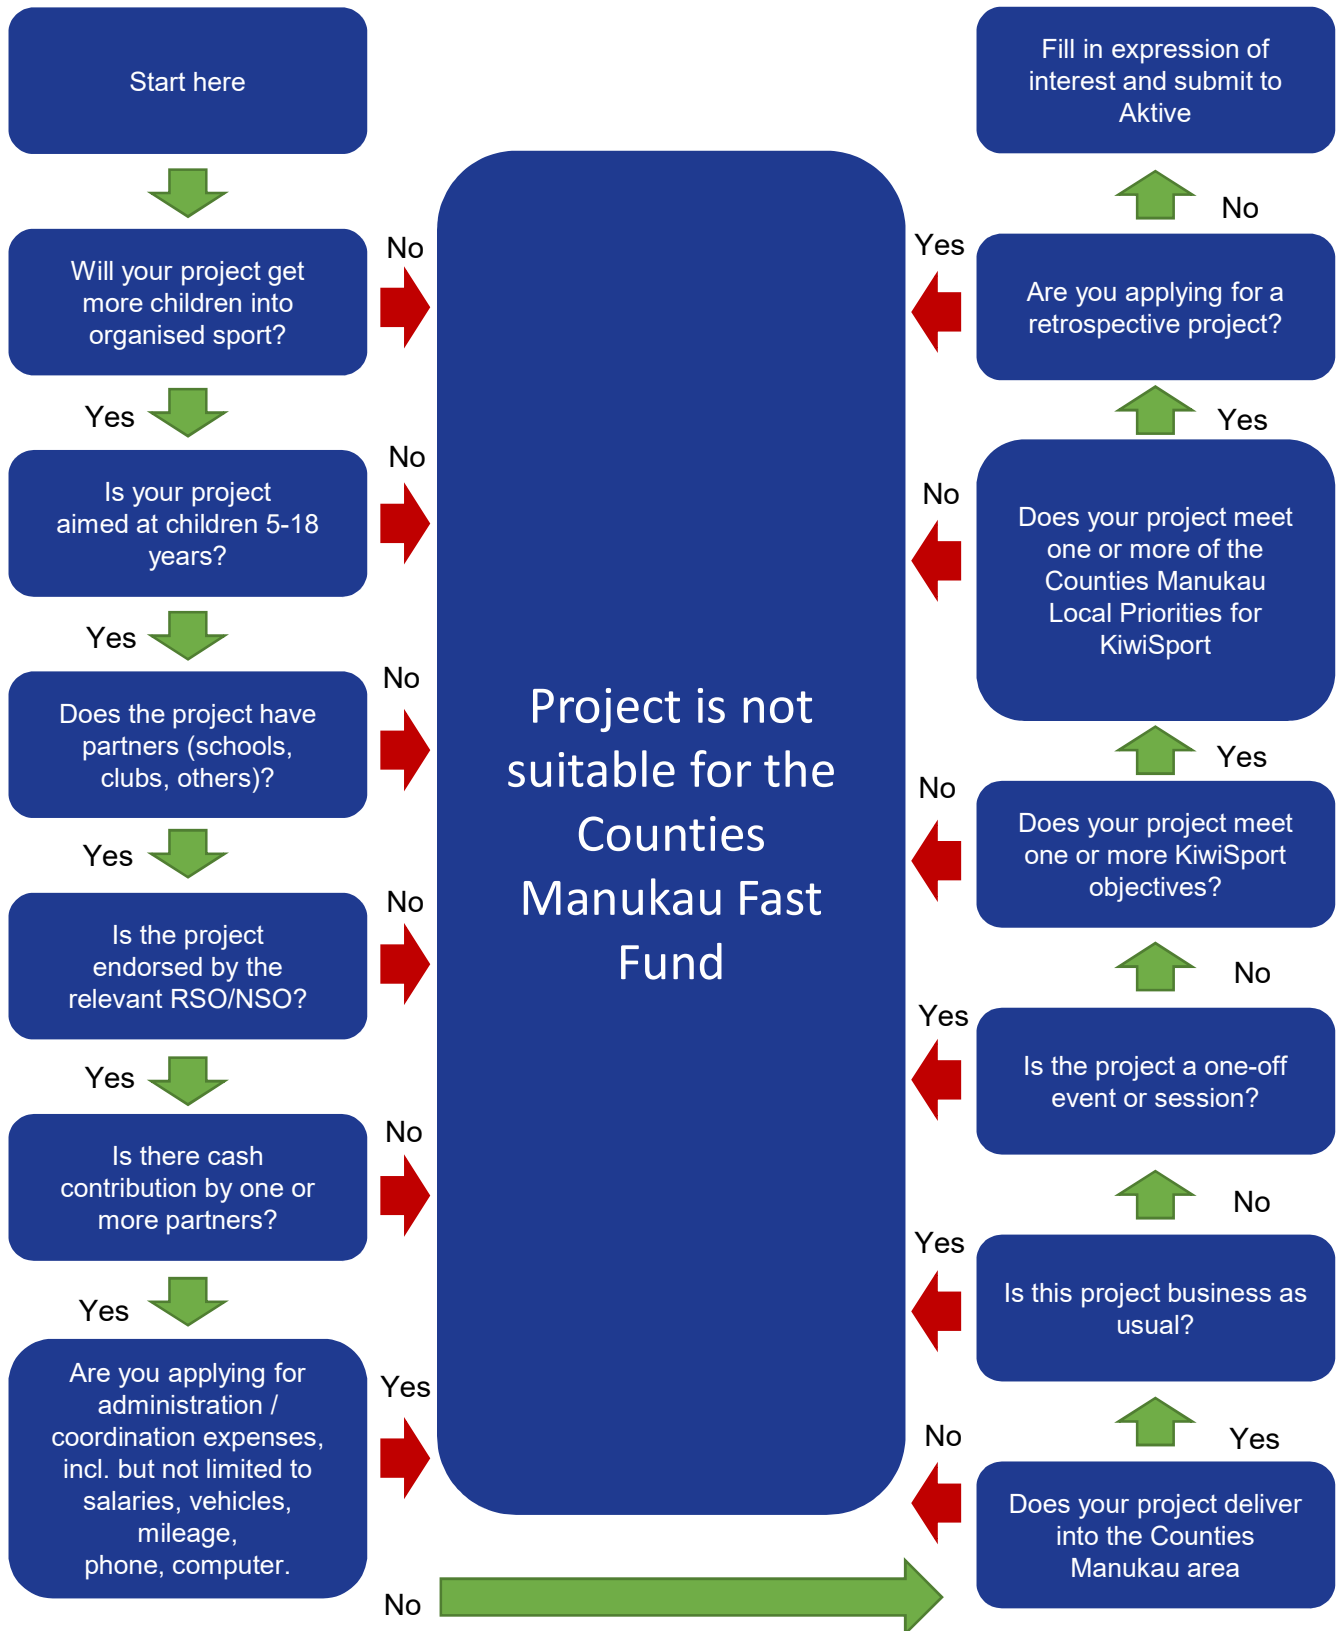 Start here
Will your project get
more children into
organised sport?
No
Yes
Is your project
aimed at children 5-18
years?
No
Yes
Does the project have
partners (schools,
clubs, others)?
No
Yes
Is the project
endorsed by the
relevant RSO/NSO?
No
Yes
Is there cash
contribution by one or
more partners?
No
Yes
Are you applying for
administration /
coordination expenses,
incl. but not limited to
salaries, vehicles,
mileage,
phone, computer.
Yes
No
Project is not
suitable for the
Counties
Manukau Fast
Fund
Does your project deliver
into the Counties
Manukau area
No
Yes
Is this project business as
usual?
Yes
No
Is the project a one-off
event or session?
Yes
No
Does your project meet
one or more KiwiSport
objectives?
No
Yes
Does your project meet
one or more of the
Counties Manukau
Local Priorities for
KiwiSport
No
Yes
Are you applying for a
retrospective project?
Yes
No
Fill in expression of
interest and submit to
Aktive